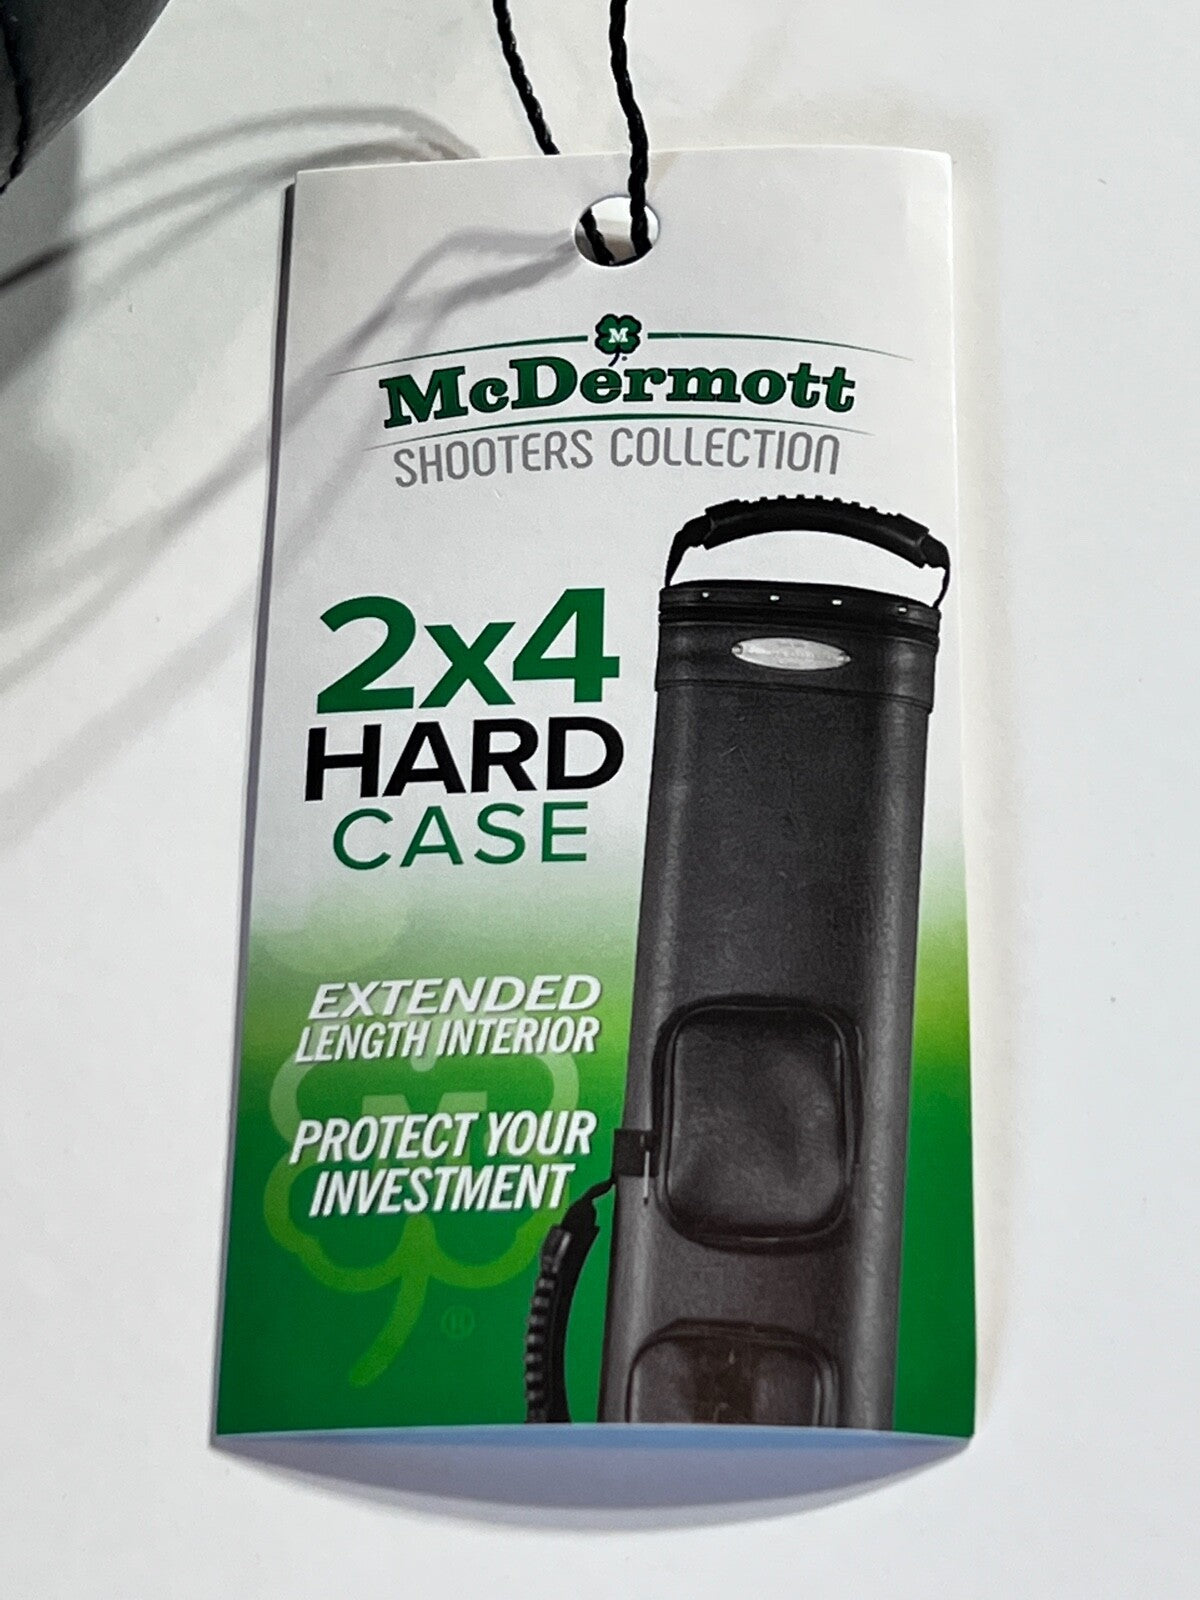 M
McDermott
SHOOTERS COLLECTION
2x4
HARD
CASE
EXTENDED
LENGTH INTERIOR
PROTECT YOUR
INVESTMENT
M
®